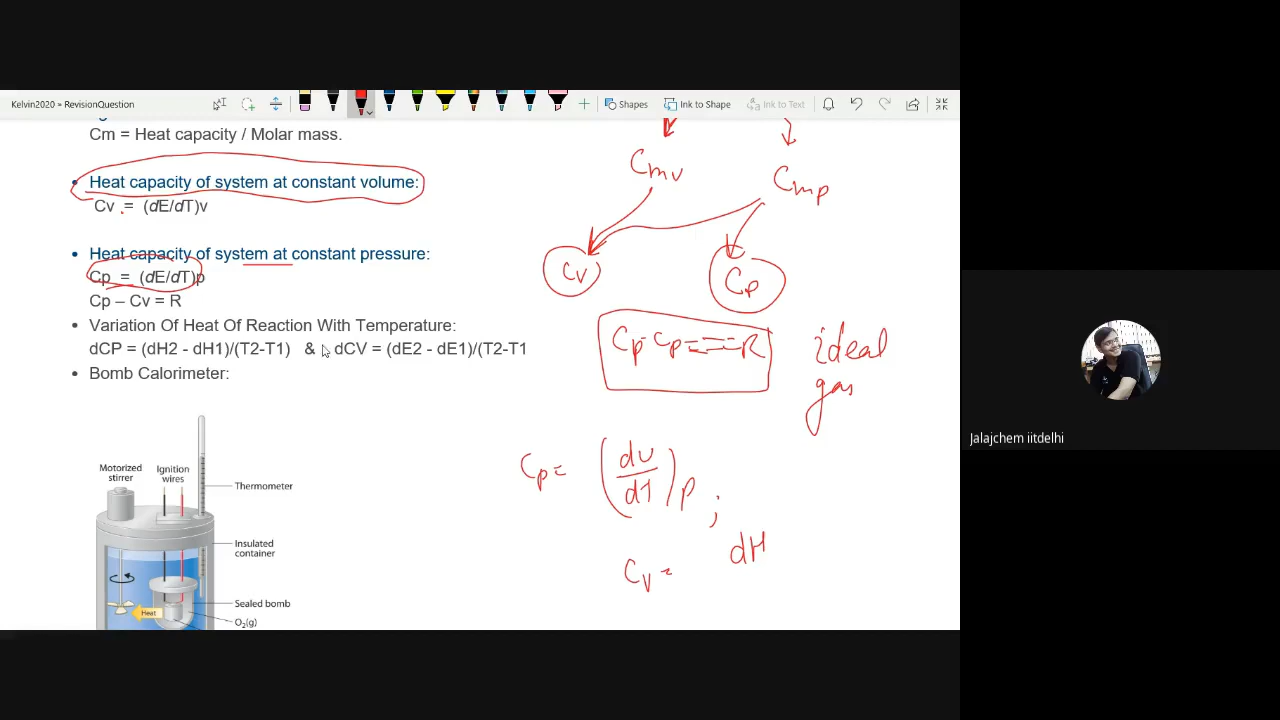 Kelvin2020 » RevisionQuestion
Shapes
Ink to Shape
Ink to Text
Cm = Heat capacity / Molar mass.
• Heat capacity of system at constant volume:
Cv = (dE/dT)v
• Heat capacity of system at constant pressure:
Cp = (dE/dT)p
Cp – Cv = R
• Variation Of Heat Of Reaction With Temperature:
dCP = (dH2 - dH1)/(T2-T1) & dCV = (dE2 - dE1)/(T2-T1
• Bomb Calorimeter:
Motorized stirrer
Ignition wires
Thermometer
Insulated container
Sealed bomb
Heat
O₂(g)
Cmv
Cmp
Cv
Cp
Cp - Cp = R
ideal
gas
Cp = (dU/dT)p ;
dH
Cv =
Jalajchem iitdelhi